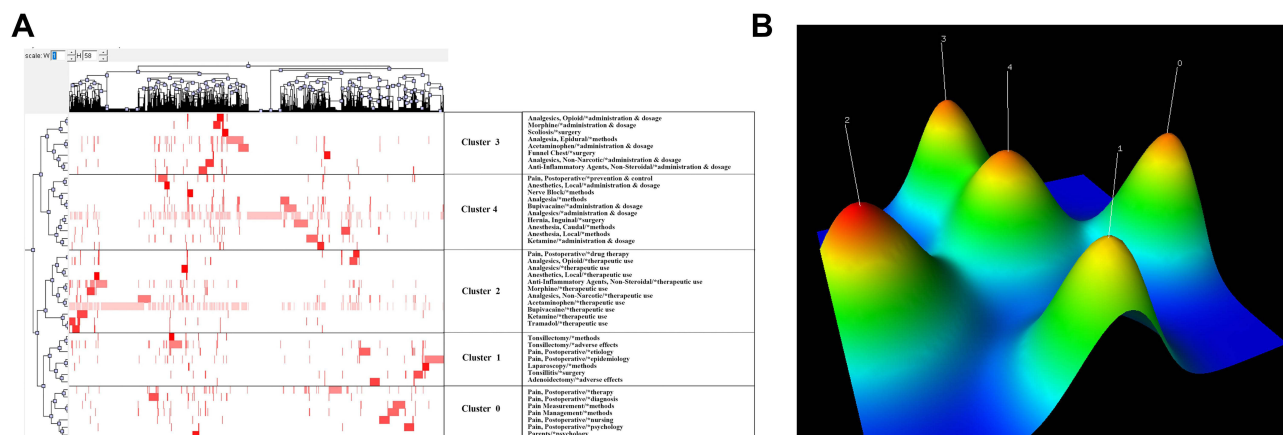 A
B
scale: W 1 H 58
Cluster 3
Analgesics, Opioid/*administration & dosage
Morphine/*administration & dosage
Scoliosis/*surgery
Analgesia, Epidural/*methods
Acetaminophen/*administration & dosage
Funnel Chest/*surgery
Analgesics, Non-Narcotic/*administration & dosage
Anti-Inflammatory Agents, Non-Steroidal/*administration & dosage
Cluster 4
Pain, Postoperative/*prevention & control
Anesthetics, Local/*administration & dosage
Nerve Block/*methods
Analgesia/*methods
Bupivacaine/*administration & dosage
Analgesics/*administration & dosage
Hernia, Inguinal/*surgery
Anesthesia, Caudal/*methods
Anesthesia, Local/*methods
Ketamine/*administration & dosage
Cluster 2
Pain, Postoperative/*drug therapy
Analgesics, Opioid/*therapeutic use
Analgesics/*therapeutic use
Anesthetics, Local/*therapeutic use
Anti-Inflammatory Agents, Non-Steroidal/*therapeutic use
Morphine/*therapeutic use
Analgesics, Non-Narcotic/*therapeutic use
Acetaminophen/*therapeutic use
Bupivacaine/*therapeutic use
Ketamine/*therapeutic use
Tramadol/*therapeutic use
Cluster 1
Tonsillectomy/*methods
Tonsillectomy/*adverse effects
Pain, Postoperative/*etiology
Pain, Postoperative/*epidemiology
Laparoscopy/*methods
Tonsillitis/*surgery
Adenoidectomy/*adverse effects
Cluster 0
Pain, Postoperative/*therapy
Pain, Postoperative/*diagnosis
Pain Measurement/*methods
Pain Management/*methods
Pain, Postoperative/*nursing
Pain, Postoperative/*psychology
Parents/*psychology
3
4
0
2
1